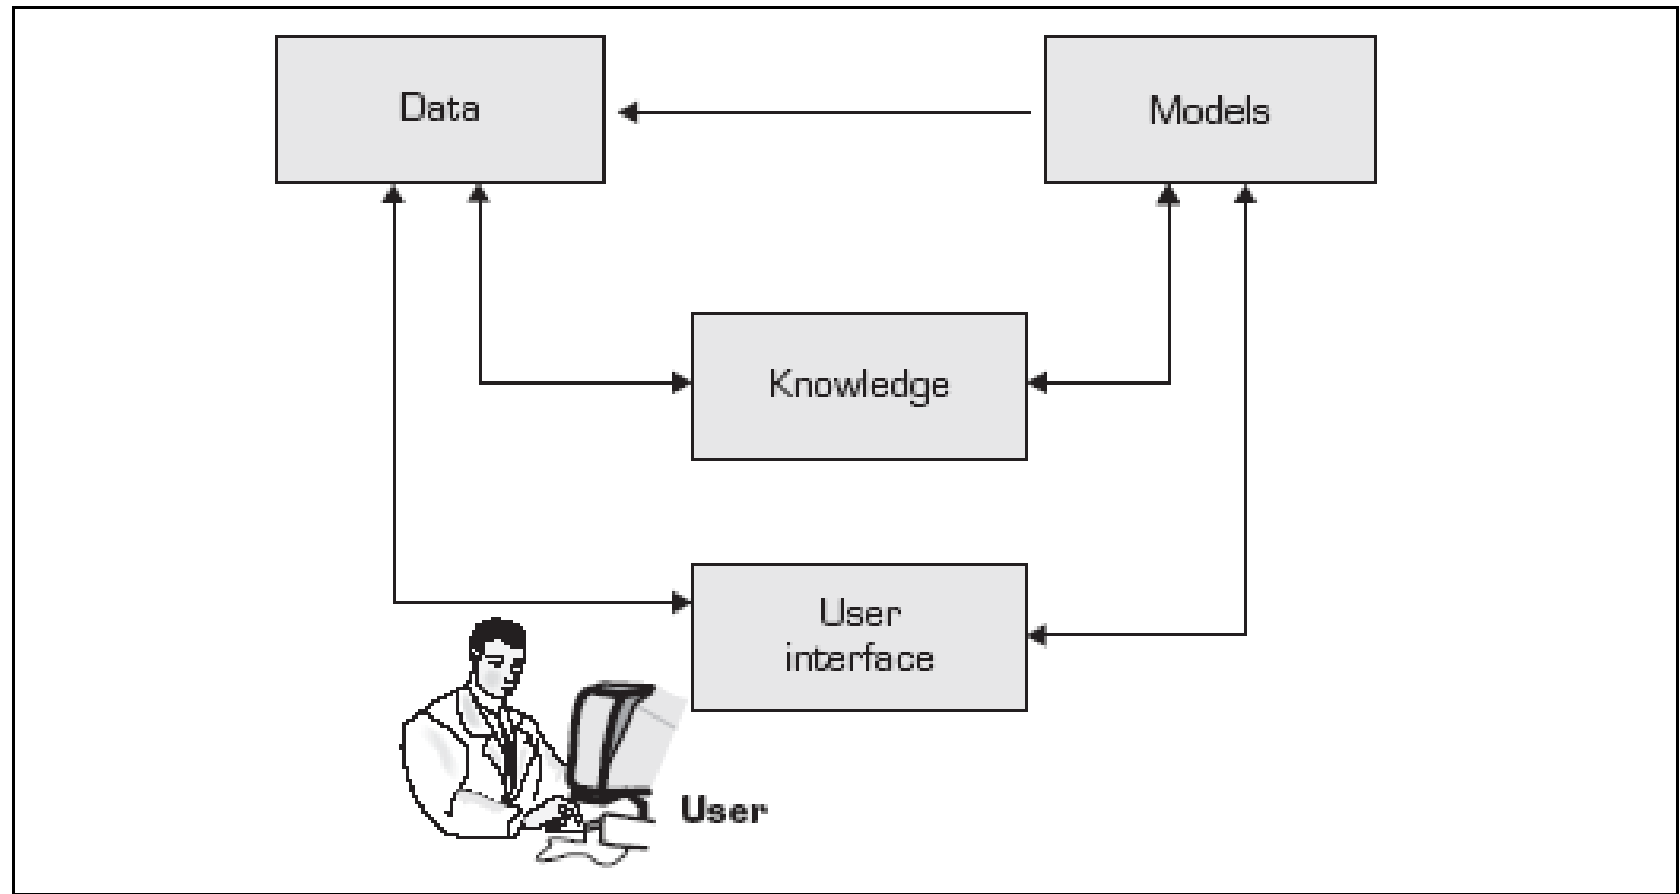 Data
Models
Knowledge
User
interface
User